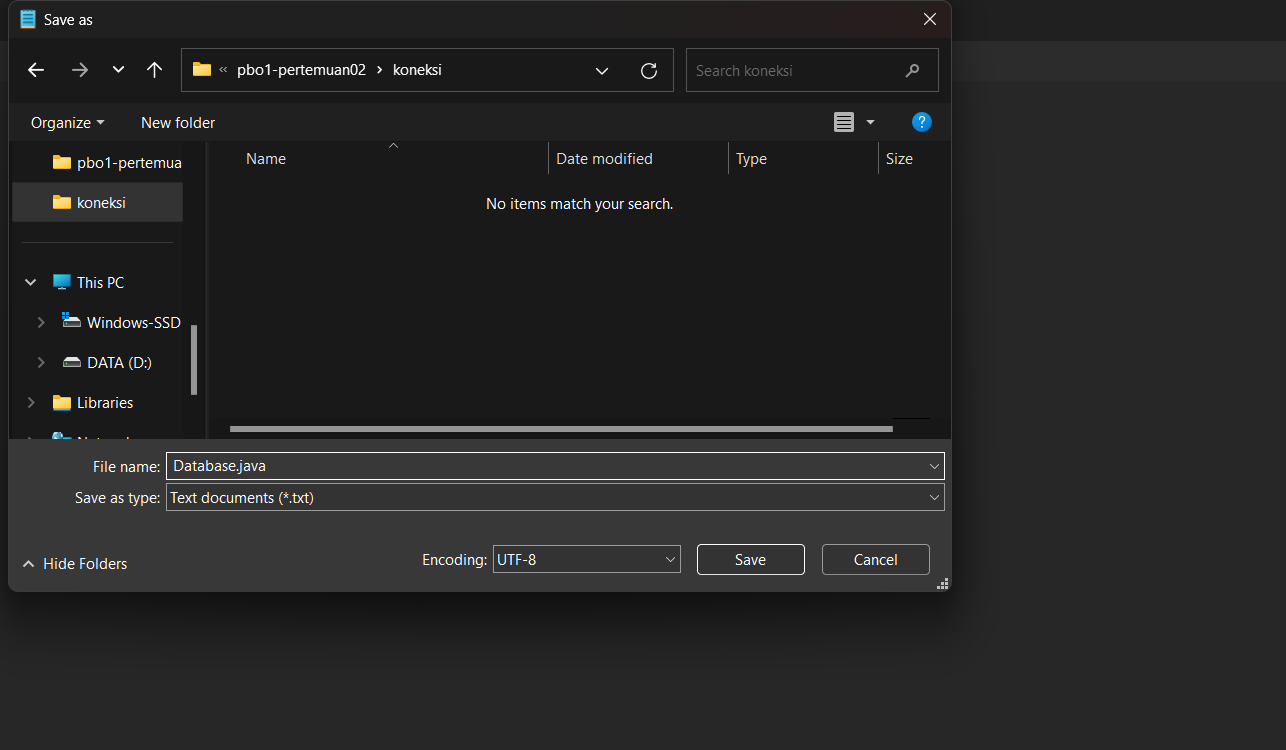 Save as
« pbo1-pertemuan02 › koneksi
Search koneksi
Organize
New folder
?
pbo1-pertemua
koneksi
This PC
Windows-SSD
DATA (D:)
Libraries
Name
Date modified
Type
Size
No items match your search.
File name: Database.java
Save as type: Text documents (*.txt)
Hide Folders
Encoding: UTF-8
Save
Cancel